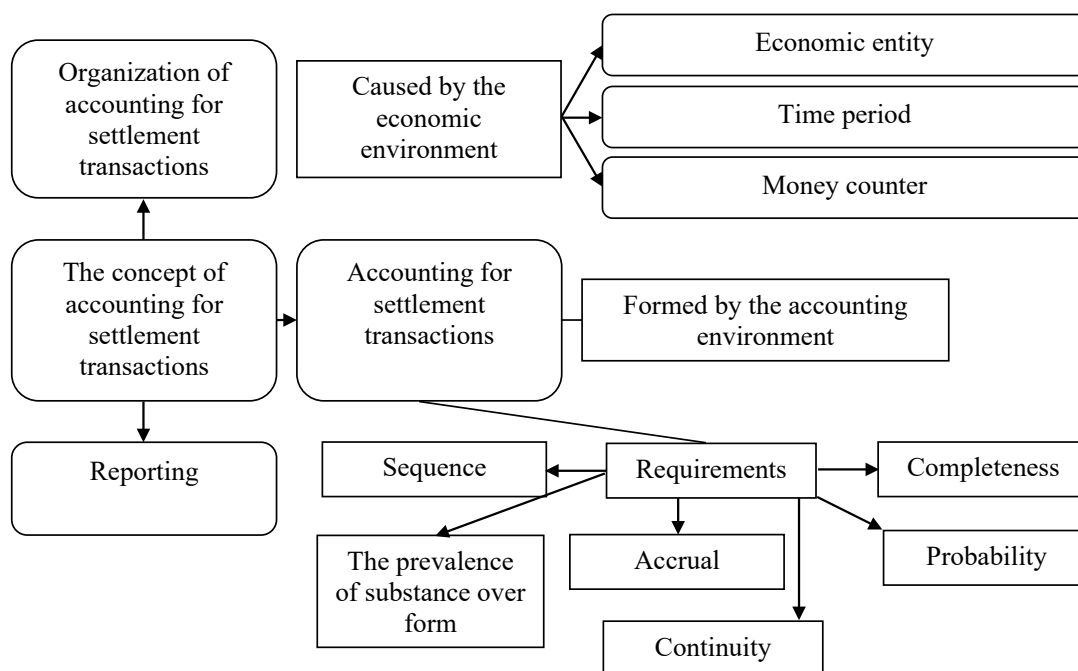 Organization of
accounting for
settlement
transactions
Caused by the
economic
environment
Economic entity
Time period
Money counter
The concept of
accounting for
settlement
transactions
Accounting for
settlement
transactions
Formed by the accounting
environment
Reporting
Sequence
Requirements
Completeness
The prevalence
of substance over
form
Accrual
Probability
Continuity